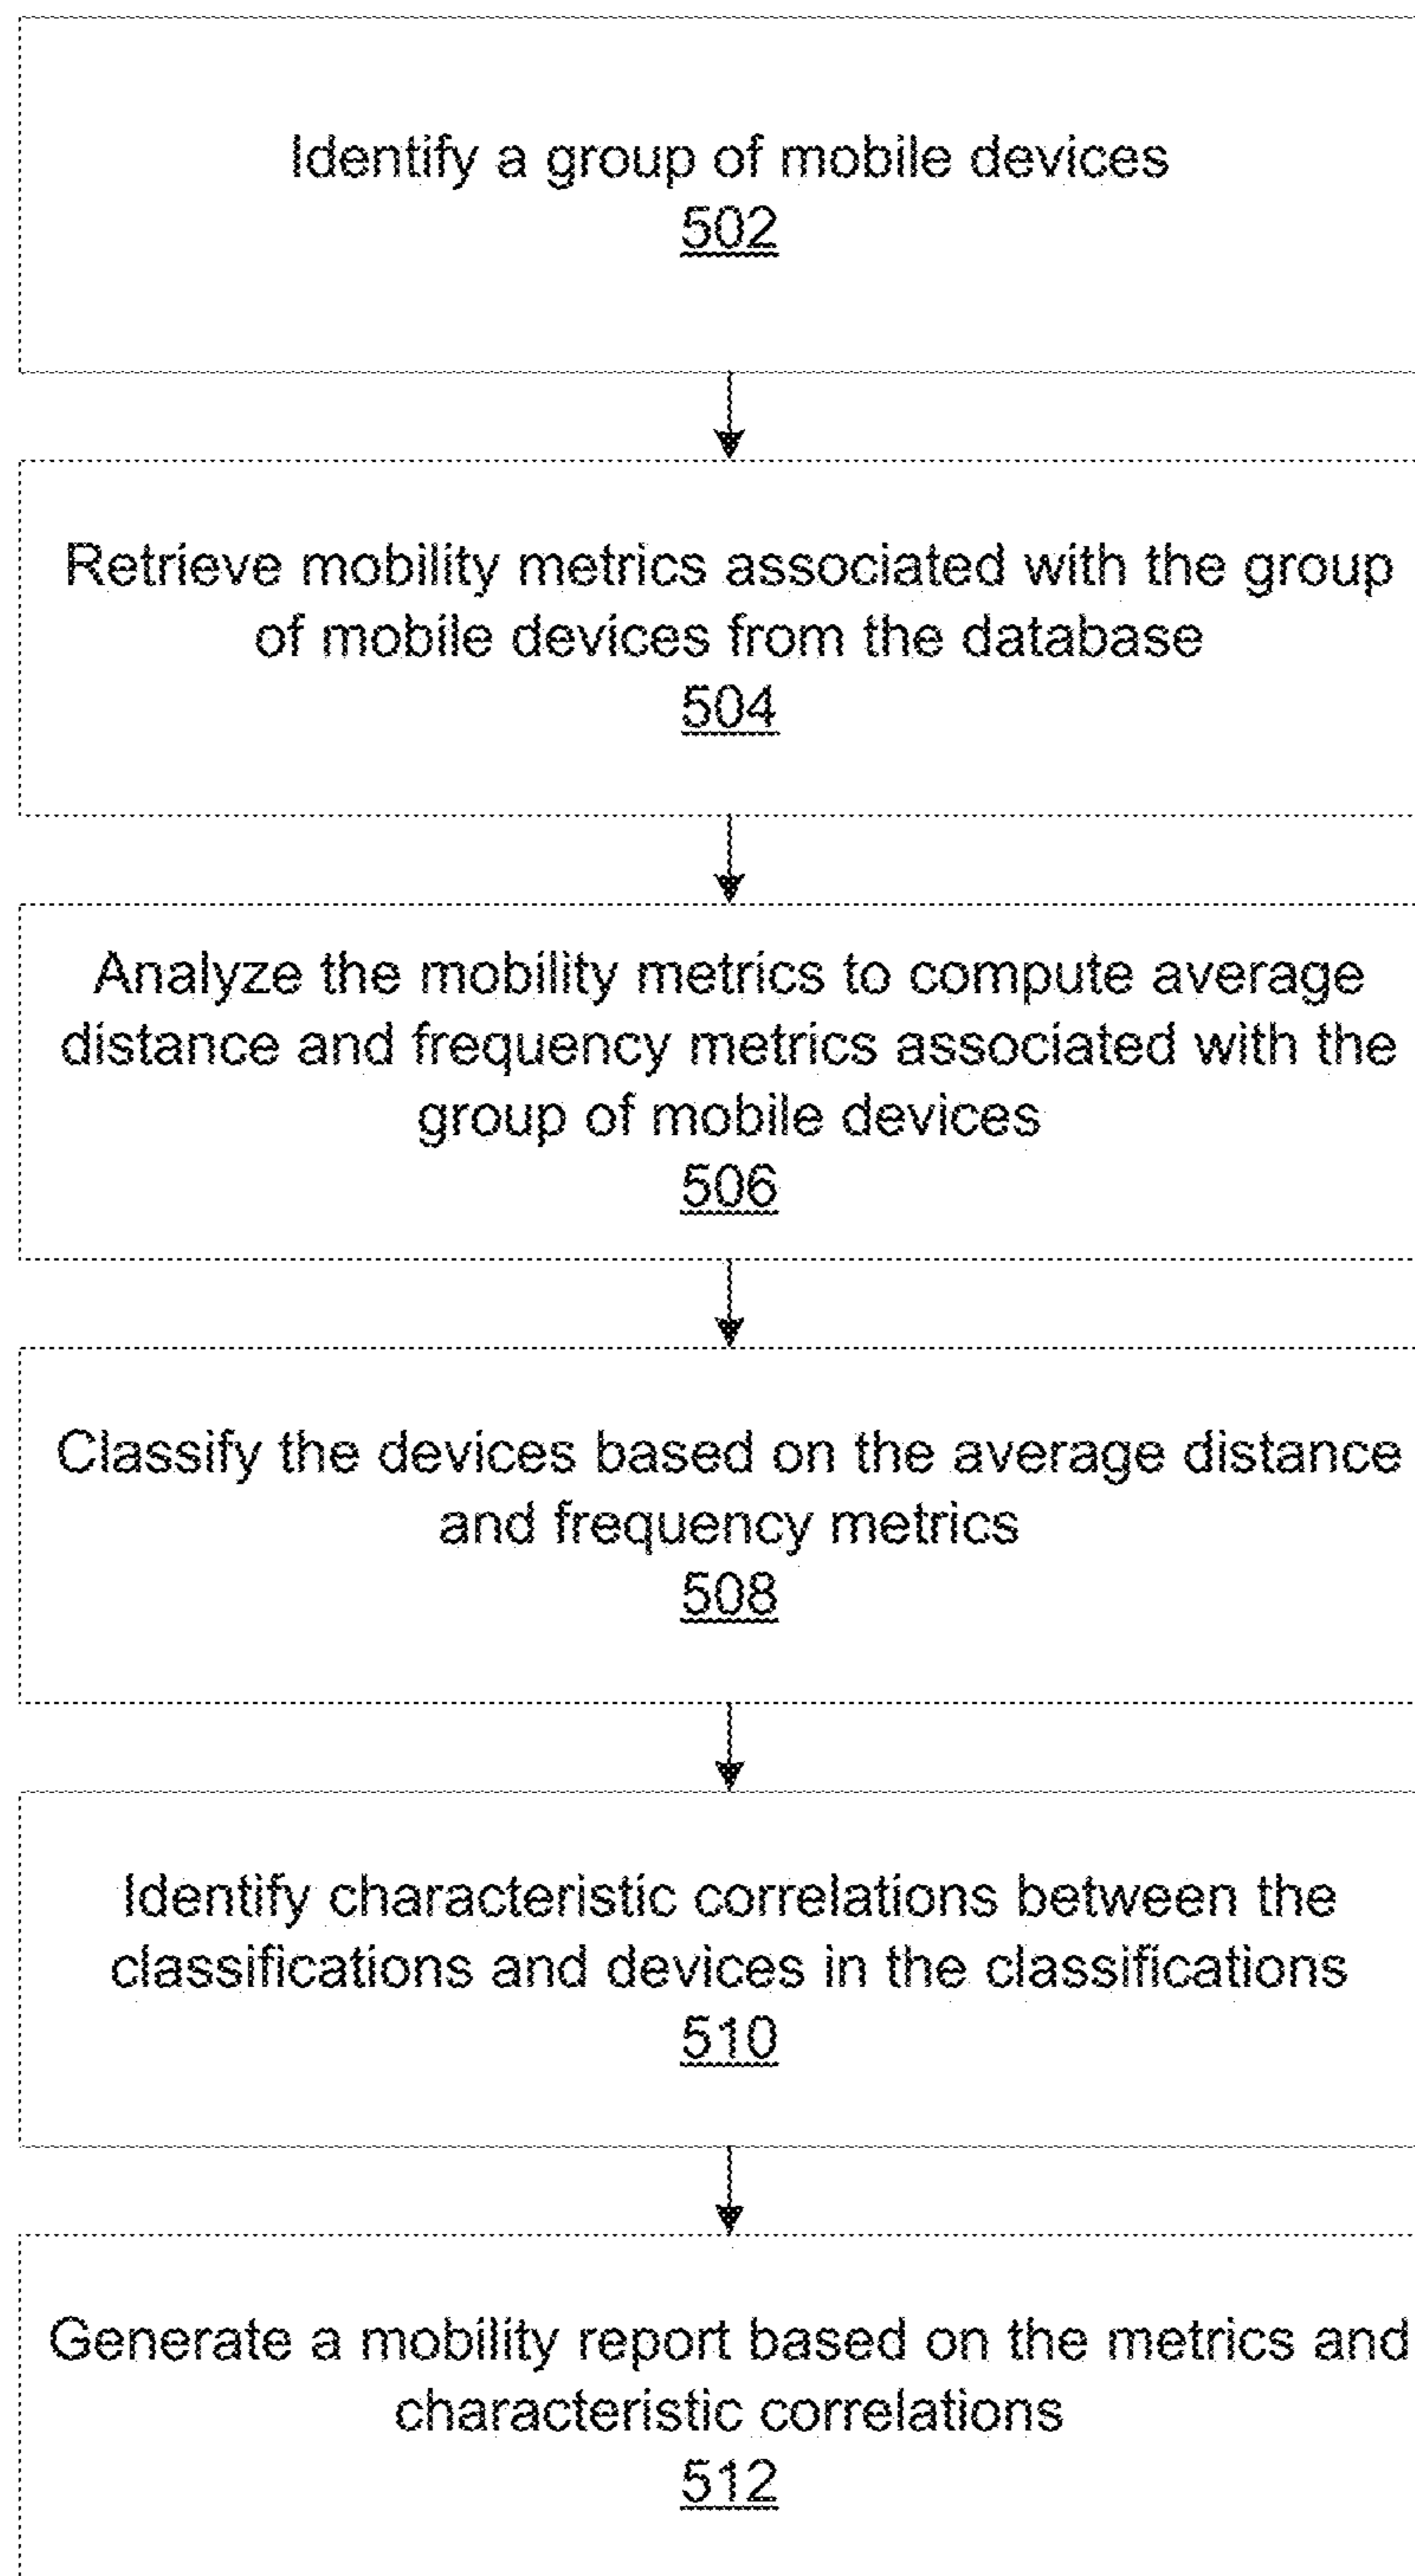 Identify a group of mobile devices
502
Retrieve mobility metrics associated with the group
of mobile devices from the database
504
Analyze the mobility metrics to compute average
distance and frequency metrics associated with the
group of mobile devices
506
Classify the devices based on the average distance
and frequency metrics
508
Identify characteristic correlations between the
classifications and devices in the classifications
510
Generate a mobility report based on the metrics and
characteristic correlations
512